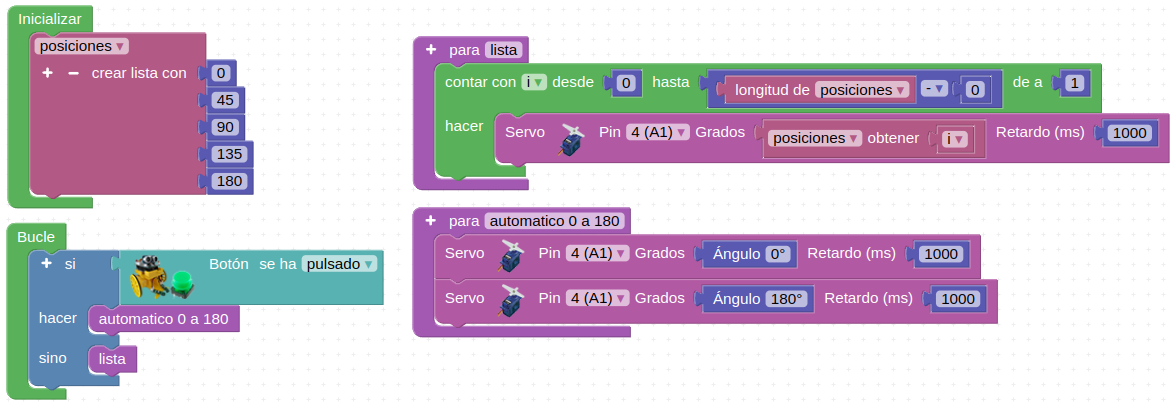 Inicializar
posiciones
+ − crear lista con 0
45
90
135
180
Bucle
+ si Botón se ha pulsado
hacer automatico 0 a 180
sino lista
+ para lista
contar con i desde 0 hasta longitud de posiciones - 0 de a 1
hacer Servo Pin 4 (A1) Grados posiciones obtener i Retardo (ms) 1000
+ para automatico 0 a 180
Servo Pin 4 (A1) Grados Ángulo 0° Retardo (ms) 1000
Servo Pin 4 (A1) Grados Ángulo 180° Retardo (ms) 1000